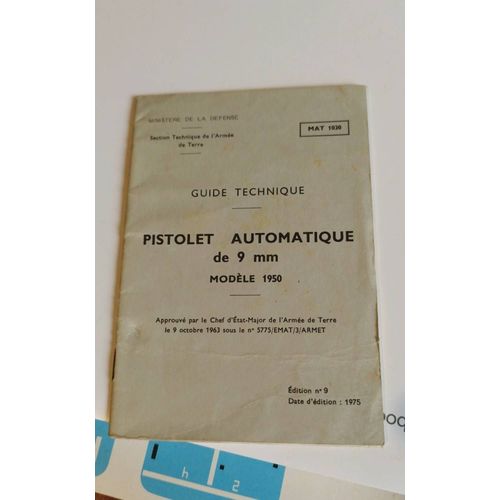 MINISTÈRE DE LA DÉFENSE
Section Technique de l'Armée
de Terre
MAT 1030
GUIDE TECHNIQUE
PISTOLET AUTOMATIQUE
de 9 mm
MODÈLE 1950
Approuvé par le Chef d'État-Major de l'Armée de Terre
le 9 octobre 1963 sous le n° 5775/EMAT/3/ARMET
Édition n° 9
Date d'édition : 1975